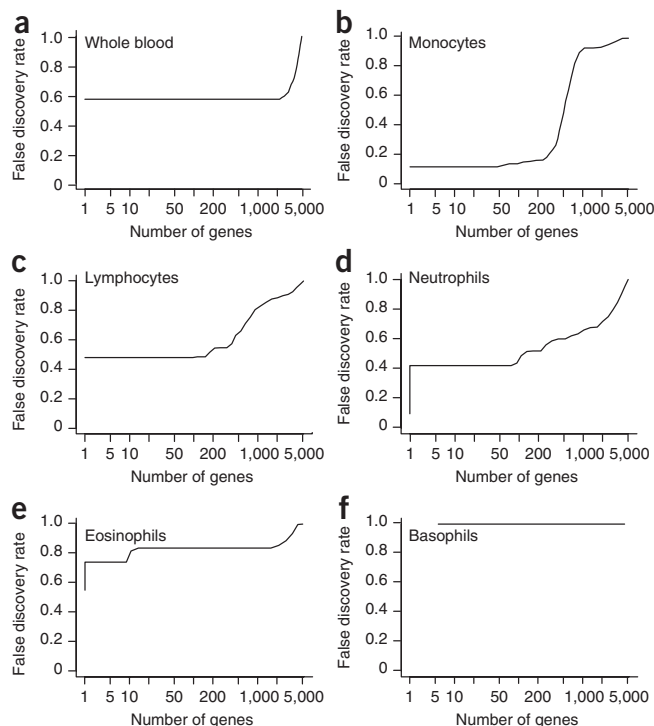 a
Whole blood
False discovery rate
1.0
0.8
0.6
0.4
0.2
0
1 5 10 50 200 1,000 5,000
Number of genes
b
Monocytes
False discovery rate
1.0
0.8
0.6
0.4
0.2
0
1 5 10 50 200 1,000 5,000
Number of genes
c
Lymphocytes
False discovery rate
1.0
0.8
0.6
0.4
0.2
0
1 5 10 50 200 1,000 5,000
Number of genes
d
Neutrophils
False discovery rate
1.0
0.8
0.6
0.4
0.2
0
1 5 10 50 200 1,000 5,000
Number of genes
e
Eosinophils
False discovery rate
1.0
0.8
0.6
0.4
0.2
0
1 5 10 50 200 1,000 5,000
Number of genes
f
Basophils
False discovery rate
1.0
0.8
0.6
0.4
0.2
0
1 5 10 50 200 1,000 5,000
Number of genes